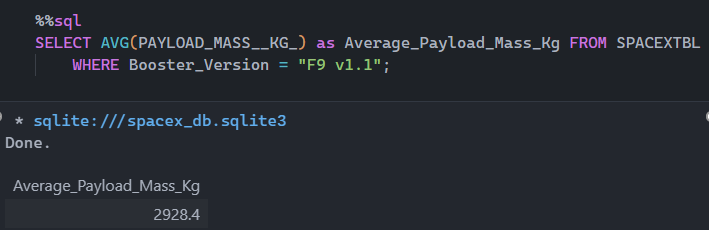 %%sql
SELECT AVG(PAYLOAD_MASS__KG_) as Average_Payload_Mass_Kg FROM SPACEXTBL
WHERE Booster_Version = "F9 v1.1";
* sqlite:///spacex_db.sqlite3
Done.
Average_Payload_Mass_Kg
2928.4